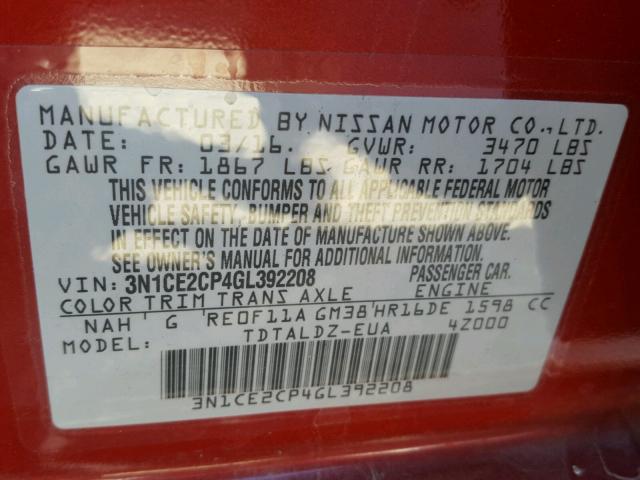 MANUFACTURED BY NISSAN MOTOR CO., LTD.
DATE: 03/16. GVWR: 3470 LBS
GAWR FR: 1867 LBS, GAWR RR: 1704 LBS
THIS VEHICLE CONFORMS TO ALL APPLICABLE FEDERAL MOTOR
VEHICLE SAFETY, BUMPER AND THEFT PREVENTION STANDARDS
IN EFFECT ON THE DATE OF MANUFACTURE SHOWN ABOVE.
SEE OWNER'S MANUAL FOR ADDITIONAL INFORMATION.
VIN: 3N1CE2CP4GL392208 PASSENGER CAR.
COLOR TRIM TRANS AXLE ENGINE
NAH G RE0F11A GM38 HR16DE 1598 CC
MODEL: TDTALDZ-EUA 4Z000
3N1CE2CP4GL392208